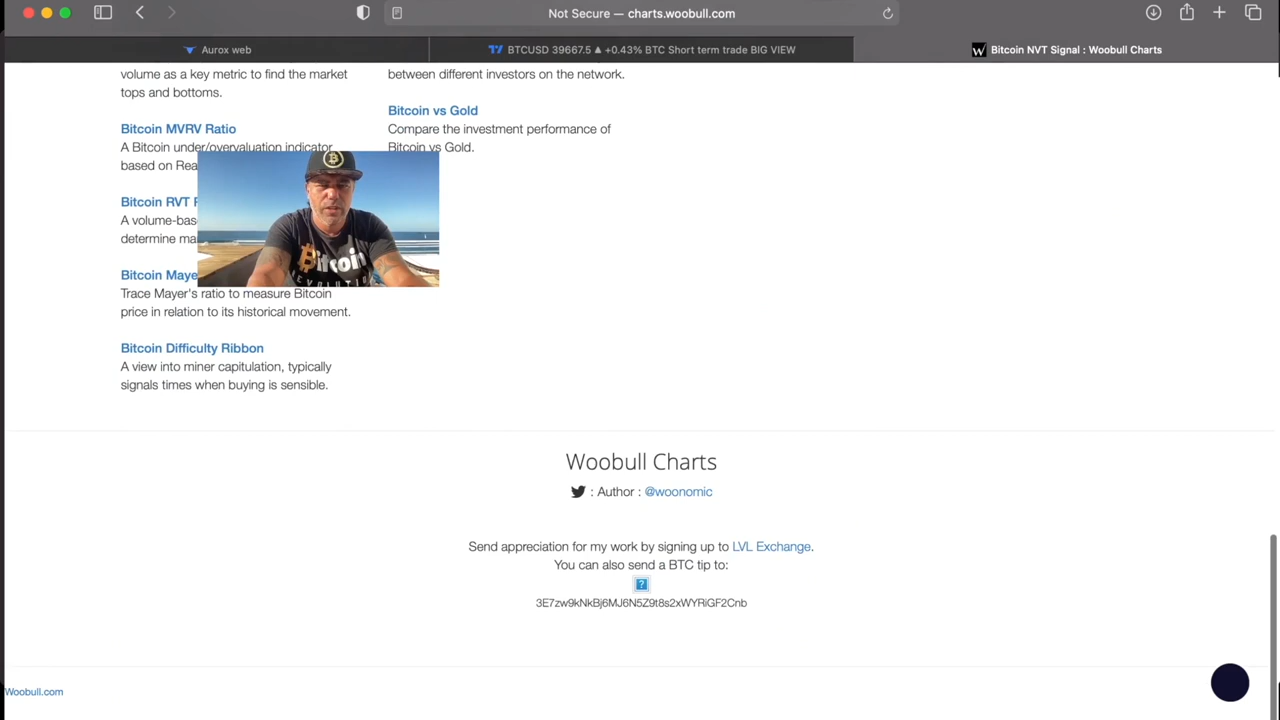 Not Secure — charts.woobull.com
Aurox web
BTCUSD 39667.5 ▲ +0.43% BTC Short term trade BIG VIEW
W
Bitcoin NVT Signal : Woobull Charts
volume as a key metric to find the market
tops and bottoms.
Bitcoin MVRV Ratio
A Bitcoin under/overvaluation indicator
based on Rea
Bitcoin RVT
A volume-bas
determine ma
Bitcoin Maye
Trace Mayer's ratio to measure Bitcoin
price in relation to its historical movement.
Bitcoin Difficulty Ribbon
A view into miner capitulation, typically
signals times when buying is sensible.
between different investors on the network.
Bitcoin vs Gold
Compare the investment performance of
Bitcoin vs Gold.
Bitcoin
Woobull Charts
: Author : @woonomic
Send appreciation for my work by signing up to LVL Exchange.
You can also send a BTC tip to:
?
3E7zw9kNkBj6MJ6N5Z9t8s2xWYRiGF2Cnb
Woobull.com